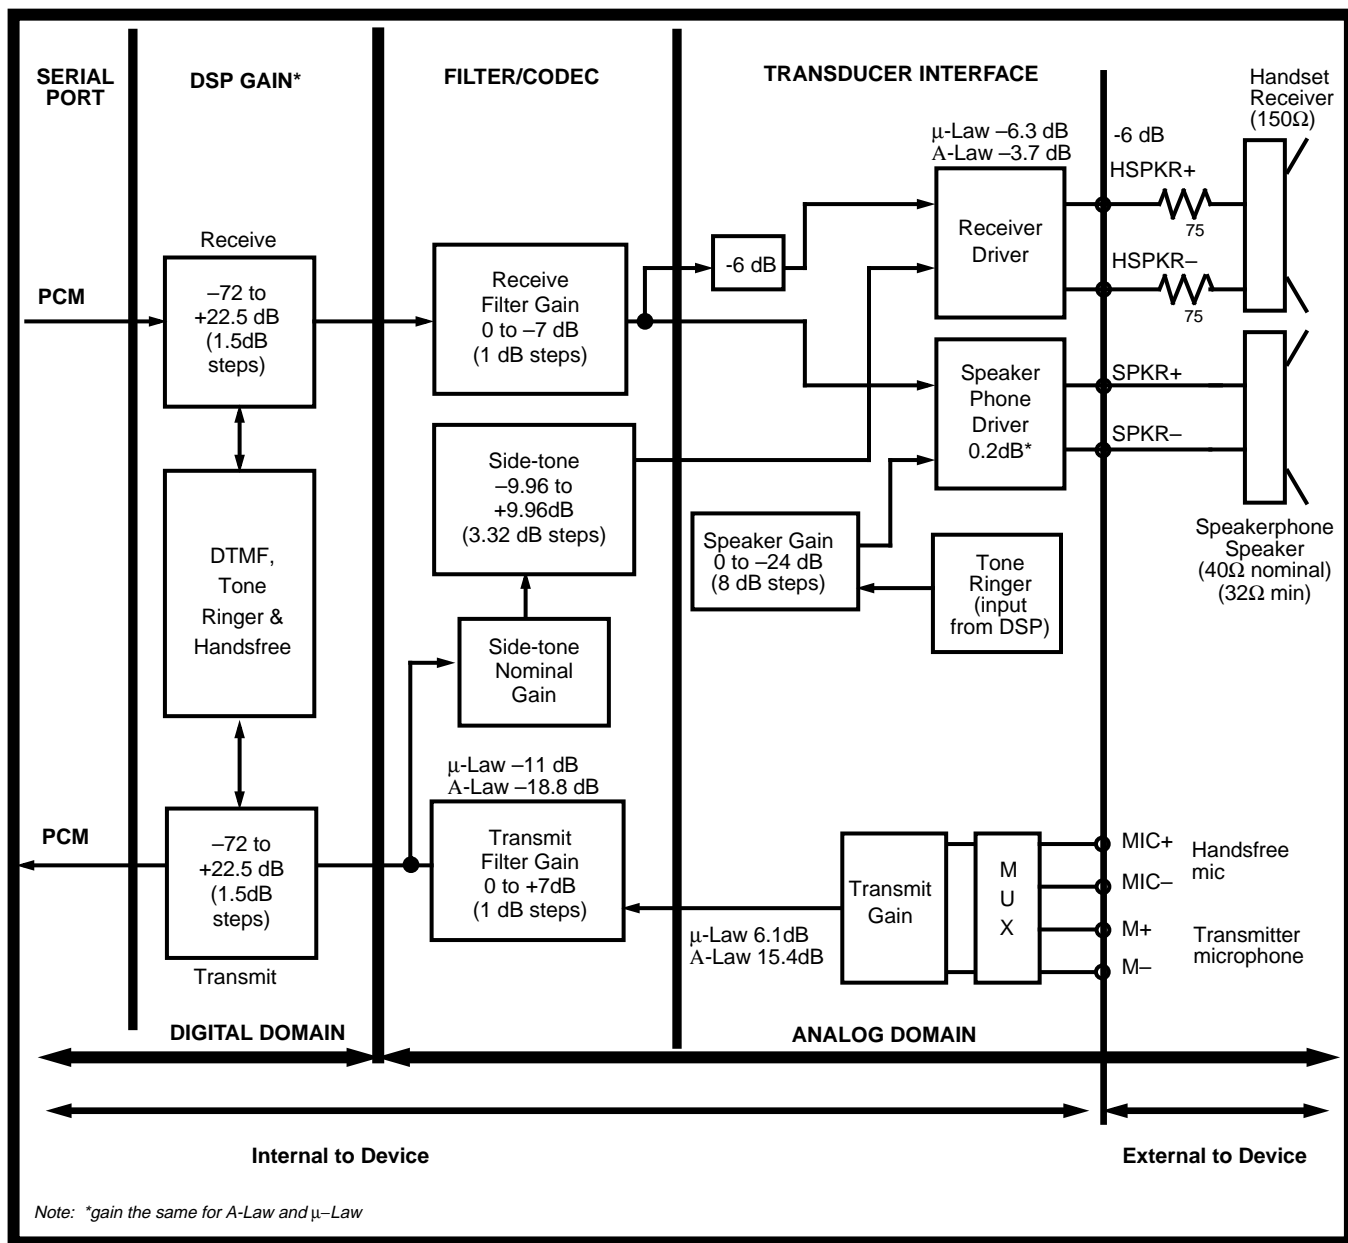 SERIAL
PORT
DSP GAIN*
FILTER/CODEC
TRANSDUCER INTERFACE
Handset
Receiver
(150Ω)
μ-Law –6.3 dB
A-Law –3.7 dB
-6 dB
HSPKR+
75
HSPKR–
75
Receive
PCM
–72 to
+22.5 dB
(1.5dB
steps)
Receive
Filter Gain
0 to –7 dB
(1 dB steps)
-6 dB
Receiver
Driver
Speaker
Phone
Driver
0.2dB*
SPKR+
SPKR–
Side-tone
–9.96 to
+9.96dB
(3.32 dB steps)
Speaker Gain
0 to –24 dB
(8 dB steps)
Tone
Ringer
(input
from DSP)
Speakerphone
Speaker
(40Ω nominal)
(32Ω min)
DTMF,
Tone
Ringer &
Handsfree
Side-tone
Nominal
Gain
μ-Law –11 dB
A-Law –18.8 dB
PCM
–72 to
+22.5 dB
(1.5dB
steps)
Transmit
Transmit
Filter Gain
0 to +7dB
(1 dB steps)
μ-Law 6.1dB
A-Law 15.4dB
Transmit
Gain
M
U
X
MIC+
MIC–
Handsfree
mic
M+
M–
Transmitter
microphone
DIGITAL DOMAIN
ANALOG DOMAIN
Internal to Device
External to Device
Note: *gain the same for A-Law and μ–Law